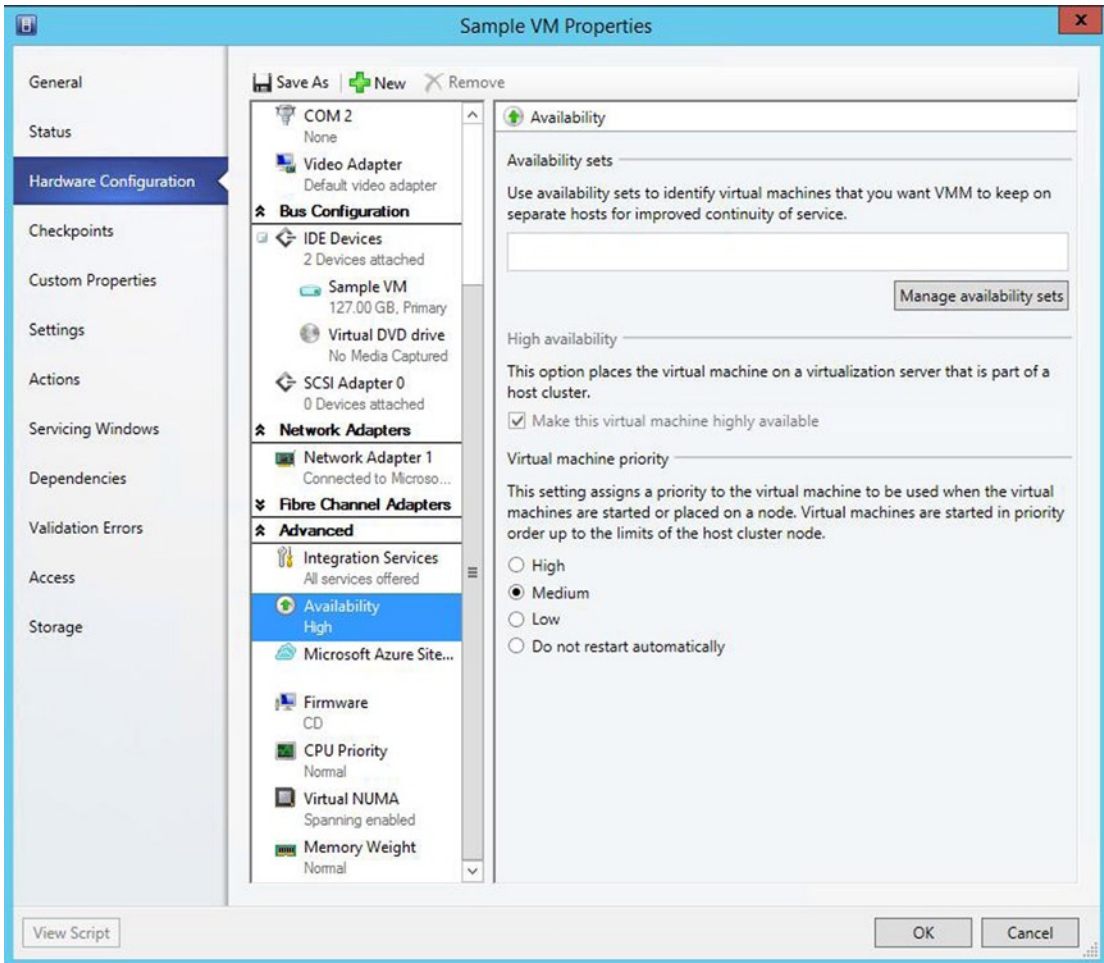 Sample VM Properties
x
General
Status
Hardware Configuration
Checkpoints
Custom Properties
Settings
Actions
Servicing Windows
Dependencies
Validation Errors
Access
Storage
Save As New Remove
COM 2
None
Video Adapter
Default video adapter
Bus Configuration
IDE Devices
2 Devices attached
Sample VM
127.00 GB, Primary
Virtual DVD drive
No Media Captured
SCSI Adapter 0
0 Devices attached
Network Adapters
Network Adapter 1
Connected to Microso...
Fibre Channel Adapters
Advanced
Integration Services
All services offered
Availability
High
Microsoft Azure Site...
Firmware
CD
CPU Priority
Normal
Virtual NUMA
Spanning enabled
Memory Weight
Normal
Availability
Availability sets
Use availability sets to identify virtual machines that you want VMM to keep on
separate hosts for improved continuity of service.
Manage availability sets
High availability
This option places the virtual machine on a virtualization server that is part of a
host cluster.
Make this virtual machine highly available
Virtual machine priority
This setting assigns a priority to the virtual machine to be used when the virtual
machines are started or placed on a node. Virtual machines are started in priority
order up to the limits of the host cluster node.
High
Medium
Low
Do not restart automatically
View Script
OK
Cancel